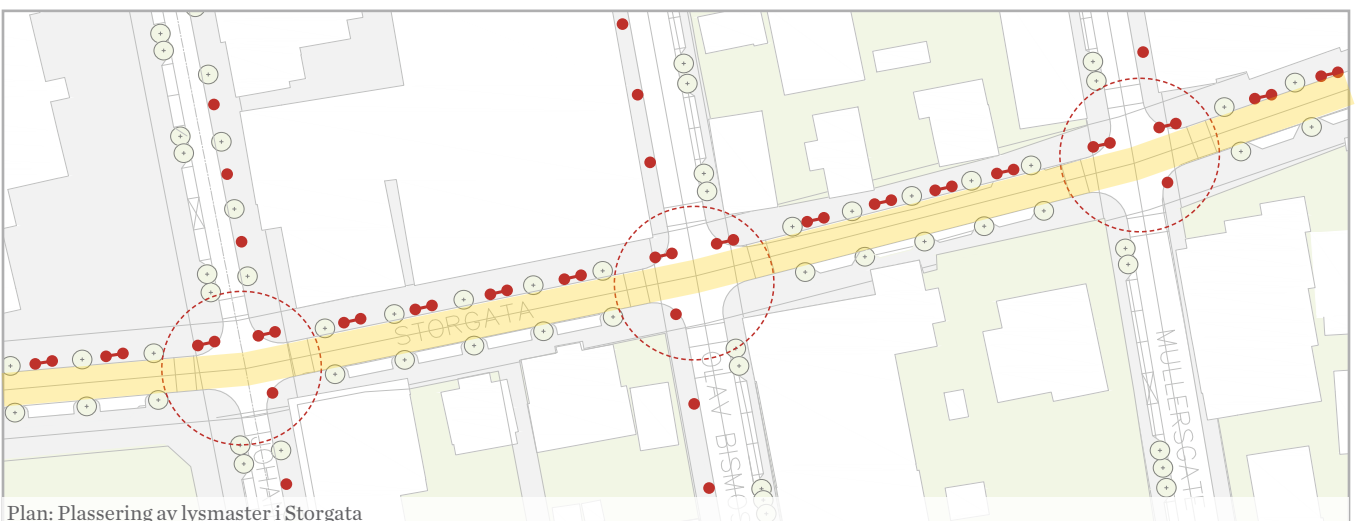 STORGATA
OLAV BISMO
MULLERSGAT
Plan: Plassering av lysmaster i Storgata